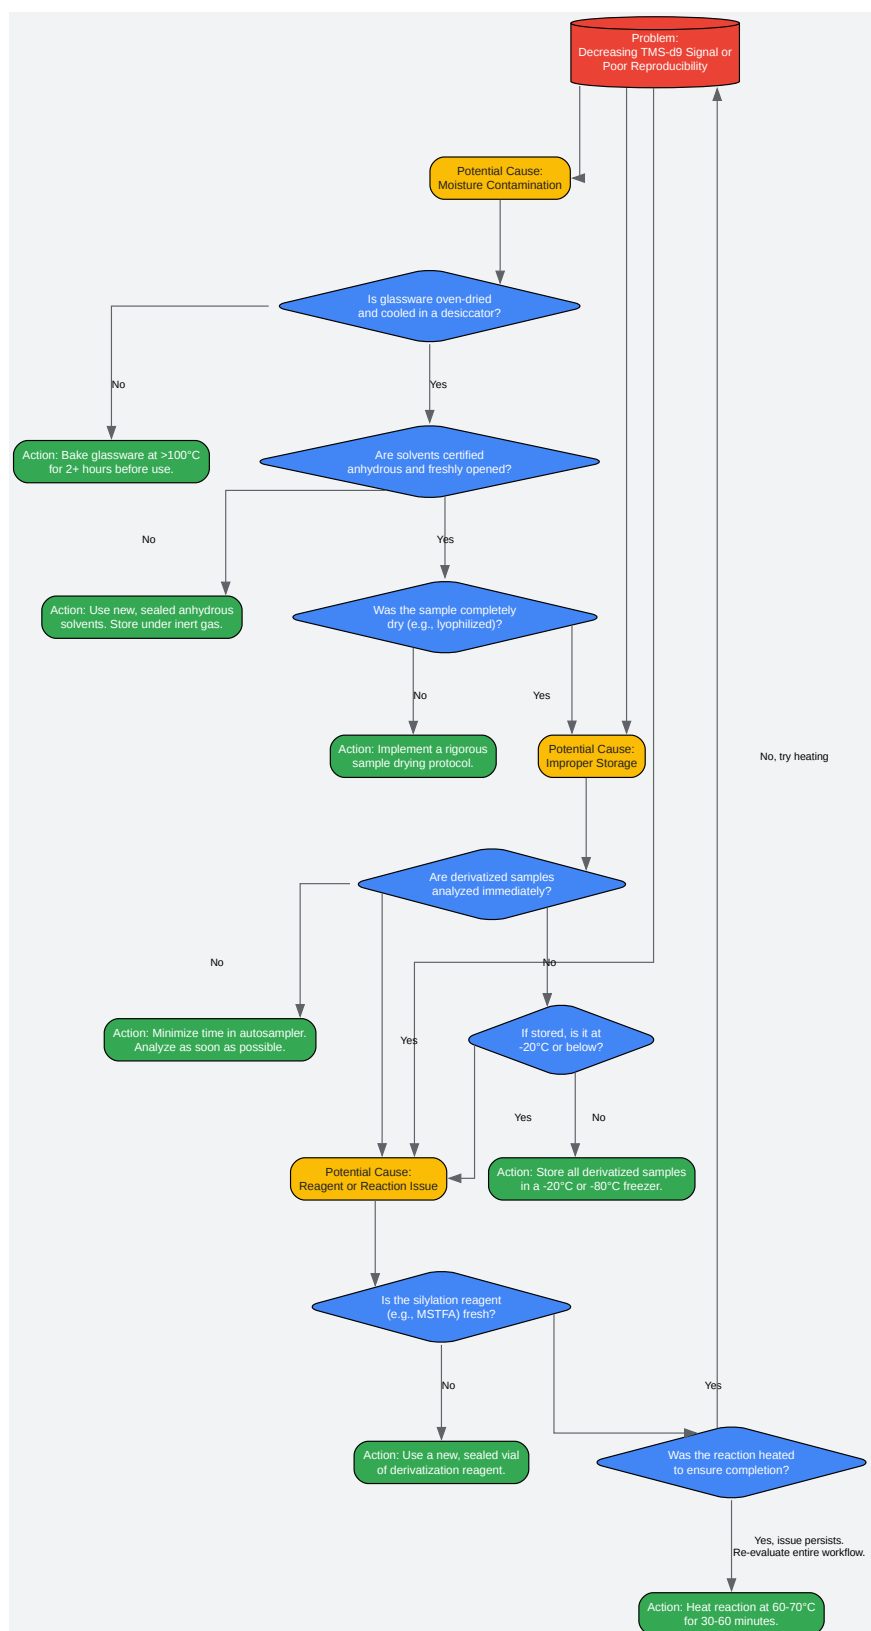 Problem:
Decreasing TMS-d9 Signal or
Poor Reproducibility
Potential Cause:
Moisture Contamination
Is glassware oven-dried
and cooled in a desiccator?
No
Yes
Action: Bake glassware at >100°C
for 2+ hours before use.
Are solvents certified
anhydrous and freshly opened?
No
Yes
Action: Use new, sealed anhydrous
solvents. Store under inert gas.
Was the sample completely
dry (e.g., lyophilized)?
No
Yes
Action: Implement a rigorous
sample drying protocol.
Potential Cause:
Improper Storage
No, try heating
Are derivatized samples
analyzed immediately?
No
No
Action: Minimize time in autosampler.
Analyze as soon as possible.
Yes
If stored, is it at
-20°C or below?
Yes
No
Potential Cause:
Reagent or Reaction Issue
Action: Store all derivatized samples
in a -20°C or -80°C freezer.
Is the silylation reagent
(e.g., MSTFA) fresh?
No
Yes
Action: Use a new, sealed vial
of derivatization reagent.
Was the reaction heated
to ensure completion?
Yes, issue persists.
Re-evaluate entire workflow.
Action: Heat reaction at 60-70°C
for 30-60 minutes.